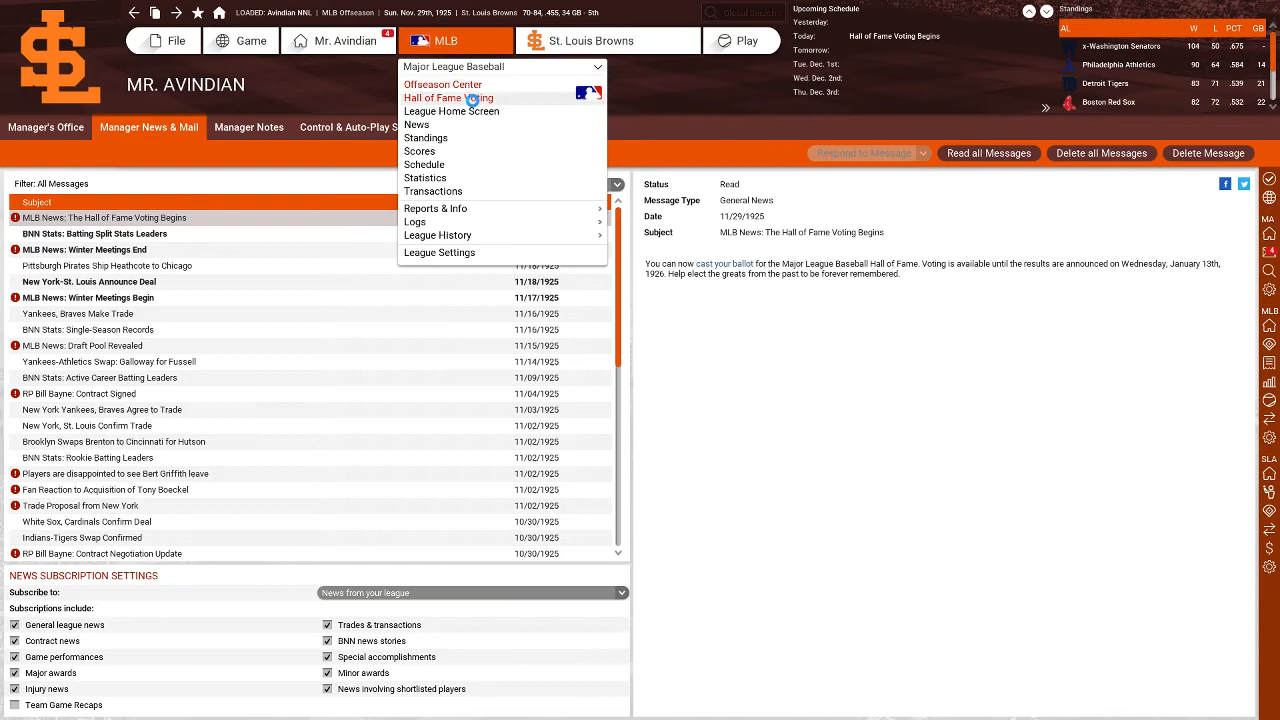 LOADED: Avindian NNL | MLB Offseason | Sun. Nov. 29th, 1925 | St. Louis Browns 70-84, .455, 34 GB - 5th
Global Search...
File
Game
Mr. Avindian
4
MLB
St. Louis Browns
Play
Upcoming Schedule
Yesterday:
Today: Hall of Fame Voting Begins
Tomorrow:
Tue. Dec. 1st:
Wed. Dec. 2nd:
Thu. Dec. 3rd:
Standings
AL W L PCT GB
x-Washington Senators 104 50 .675 -
Philadelphia Athletics 90 64 .584 14
Detroit Tigers 83 71 .539 21
Boston Red Sox 82 72 .532 22
MR. AVINDIAN
Major League Baseball
Offseason Center
Hall of Fame Voting
League Home Screen
News
Standings
Scores
Schedule
Statistics
Transactions
Reports & Info
Logs
League History
League Settings
Manager's Office
Manager News & Mail
Manager Notes
Control & Auto-Play S
Respond to Message
Read all Messages
Delete all Messages
Delete Message
Filter: All Messages
Subject
MLB News: The Hall of Fame Voting Begins
BNN Stats: Batting Split Stats Leaders
MLB News: Winter Meetings End
Pittsburgh Pirates Ship Heathcote to Chicago 11/18/1925
New York-St. Louis Announce Deal 11/18/1925
MLB News: Winter Meetings Begin 11/17/1925
Yankees, Braves Make Trade 11/16/1925
BNN Stats: Single-Season Records 11/16/1925
MLB News: Draft Pool Revealed 11/15/1925
Yankees-Athletics Swap: Galloway for Fussell 11/14/1925
BNN Stats: Active Career Batting Leaders 11/09/1925
RP Bill Bayne: Contract Signed 11/04/1925
New York Yankees, Braves Agree to Trade 11/03/1925
New York, St. Louis Confirm Trade 11/02/1925
Brooklyn Swaps Brenton to Cincinnati for Hutson 11/02/1925
BNN Stats: Rookie Batting Leaders 11/02/1925
Players are disappointed to see Bert Griffith leave 11/02/1925
Fan Reaction to Acquisition of Tony Boeckel 11/02/1925
Trade Proposal from New York 11/02/1925
White Sox, Cardinals Confirm Deal 10/30/1925
Indians-Tigers Swap Confirmed 10/30/1925
RP Bill Bayne: Contract Negotiation Update 10/30/1925
Status Read
Message Type General News
Date 11/29/1925
Subject MLB News: The Hall of Fame Voting Begins
You can now cast your ballot for the Major League Baseball Hall of Fame. Voting is available until the results are announced on Wednesday, January 13th,
1926. Help elect the greats from the past to be forever remembered.
NEWS SUBSCRIPTION SETTINGS
Subscribe to: News from your league
Subscriptions include:
General league news Trades & transactions
Contract news BNN news stories
Game performances Special accomplishments
Major awards Minor awards
Injury news News involving shortlisted players
Team Game Recaps
MA
4
MLB
SLA